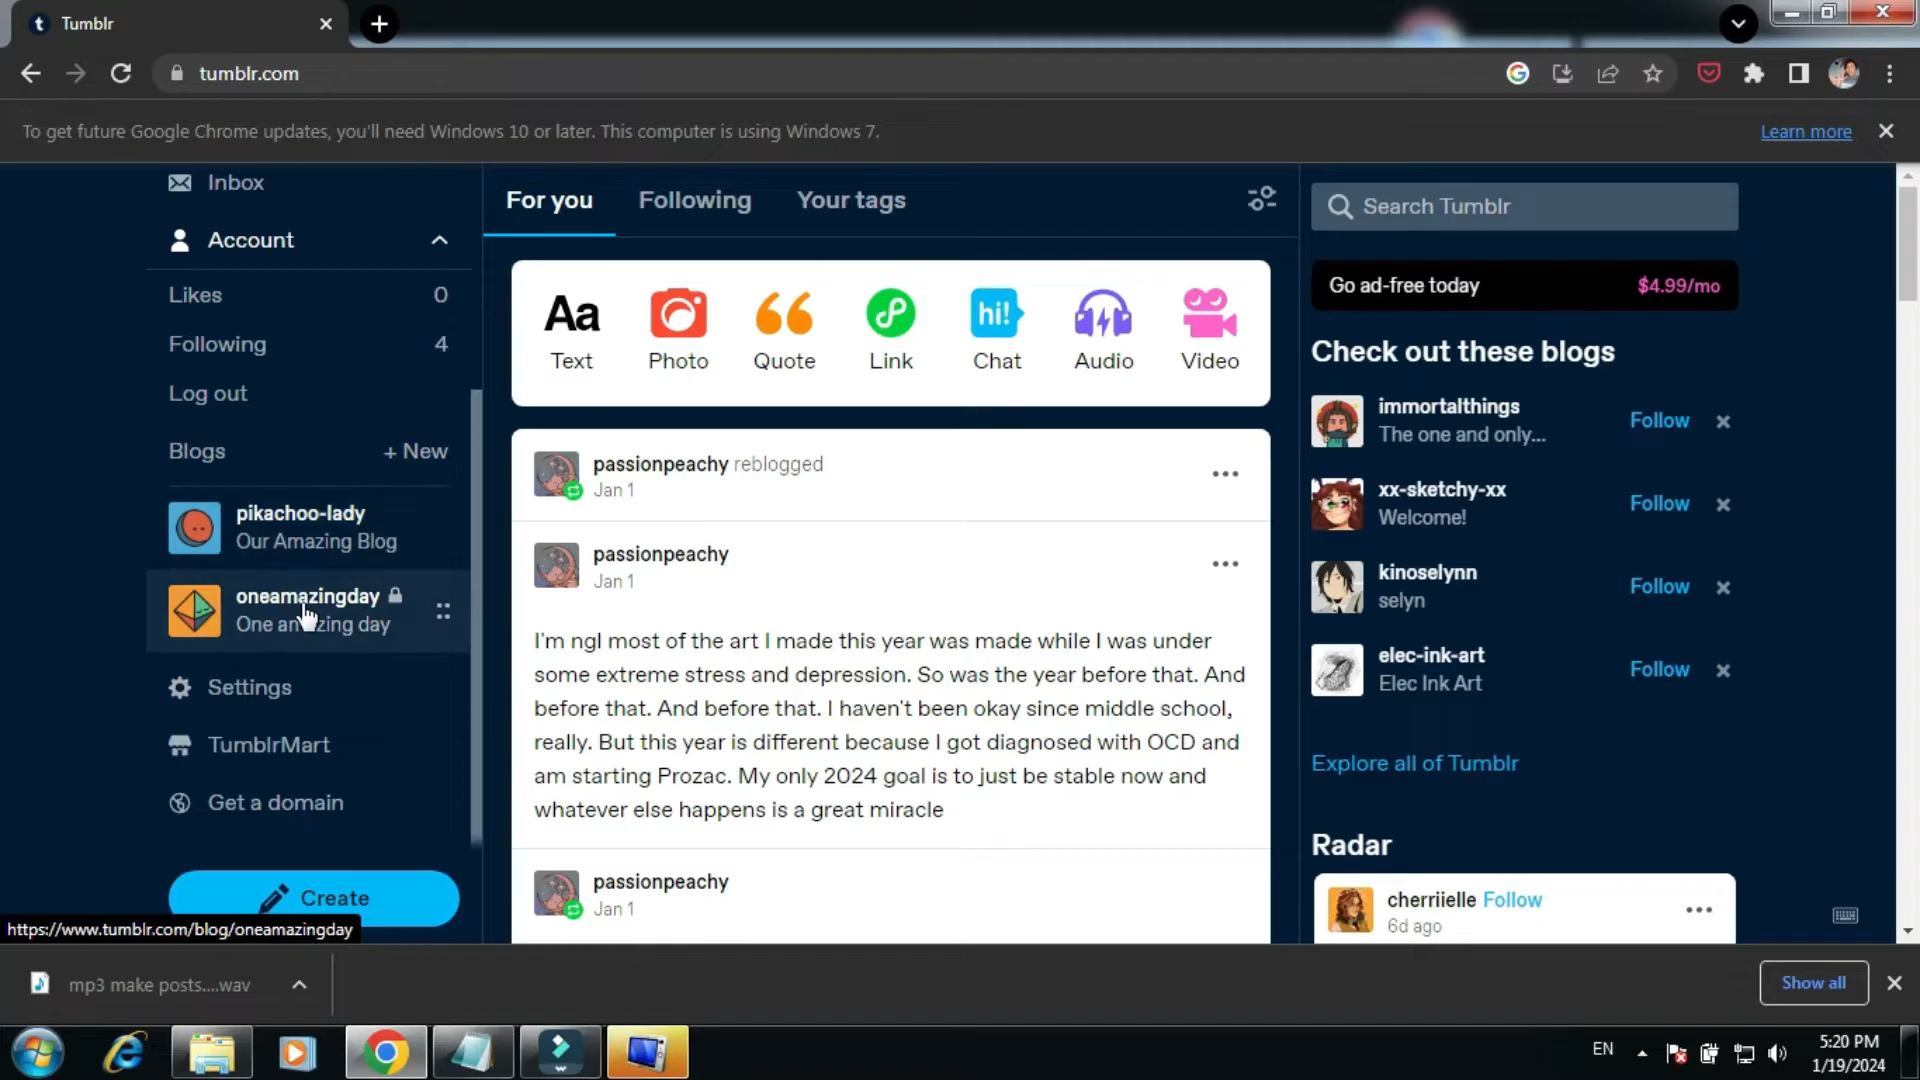 Tumblr
tumblr.com
To get future Google Chrome updates, you'll need Windows 10 or later. This computer is using Windows 7.
Learn more
Inbox
Account
Likes 0
Following 4
Log out
Blogs + New
pikachoo-lady
Our Amazing Blog
oneamazingday
One amazing day
Settings
TumblrMart
Get a domain
Create
https://www.tumblr.com/blog/oneamazingday
For you Following Your tags
Aa hi!
Text Photo Quote Link Chat Audio Video
passionpeachy reblogged
Jan 1
passionpeachy
Jan 1
I'm ngl most of the art I made this year was made while I was under
some extreme stress and depression. So was the year before that. And
before that. And before that. I haven't been okay since middle school,
really. But this year is different because I got diagnosed with OCD and
am starting Prozac. My only 2024 goal is to just be stable now and
whatever else happens is a great miracle
passionpeachy
Jan 1
Search Tumblr
Go ad-free today $4.99/mo
Check out these blogs
immortalthings
The one and only...
Follow
xx-sketchy-xx
Welcome!
Follow
kinoselynn
selyn
Follow
elec-ink-art
Elec Ink Art
Follow
Explore all of Tumblr
Radar
cherriielle Follow
6d ago
mp3 make posts....wav
Show all
EN
5:20 PM
1/19/2024